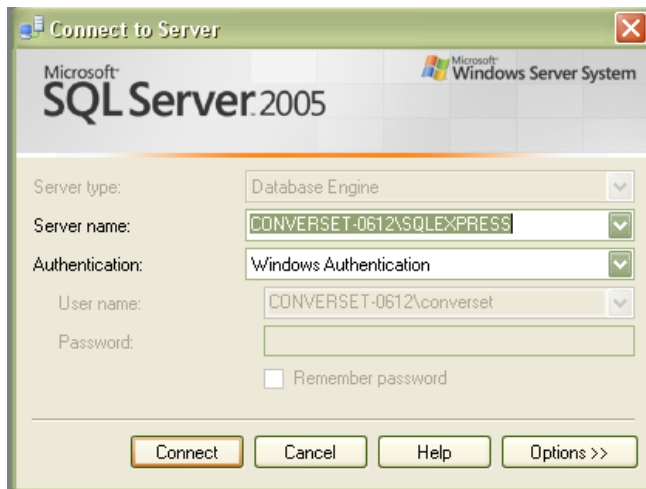 Connect to Server
Microsoft
SQL Server 2005
Microsoft
Windows Server System
Server type: Database Engine
Server name: CONVERSET-0612\SQLEXPRESS
Authentication: Windows Authentication
User name: CONVERSET-0612\converset
Password:
Remember password
Connect Cancel Help Options >>